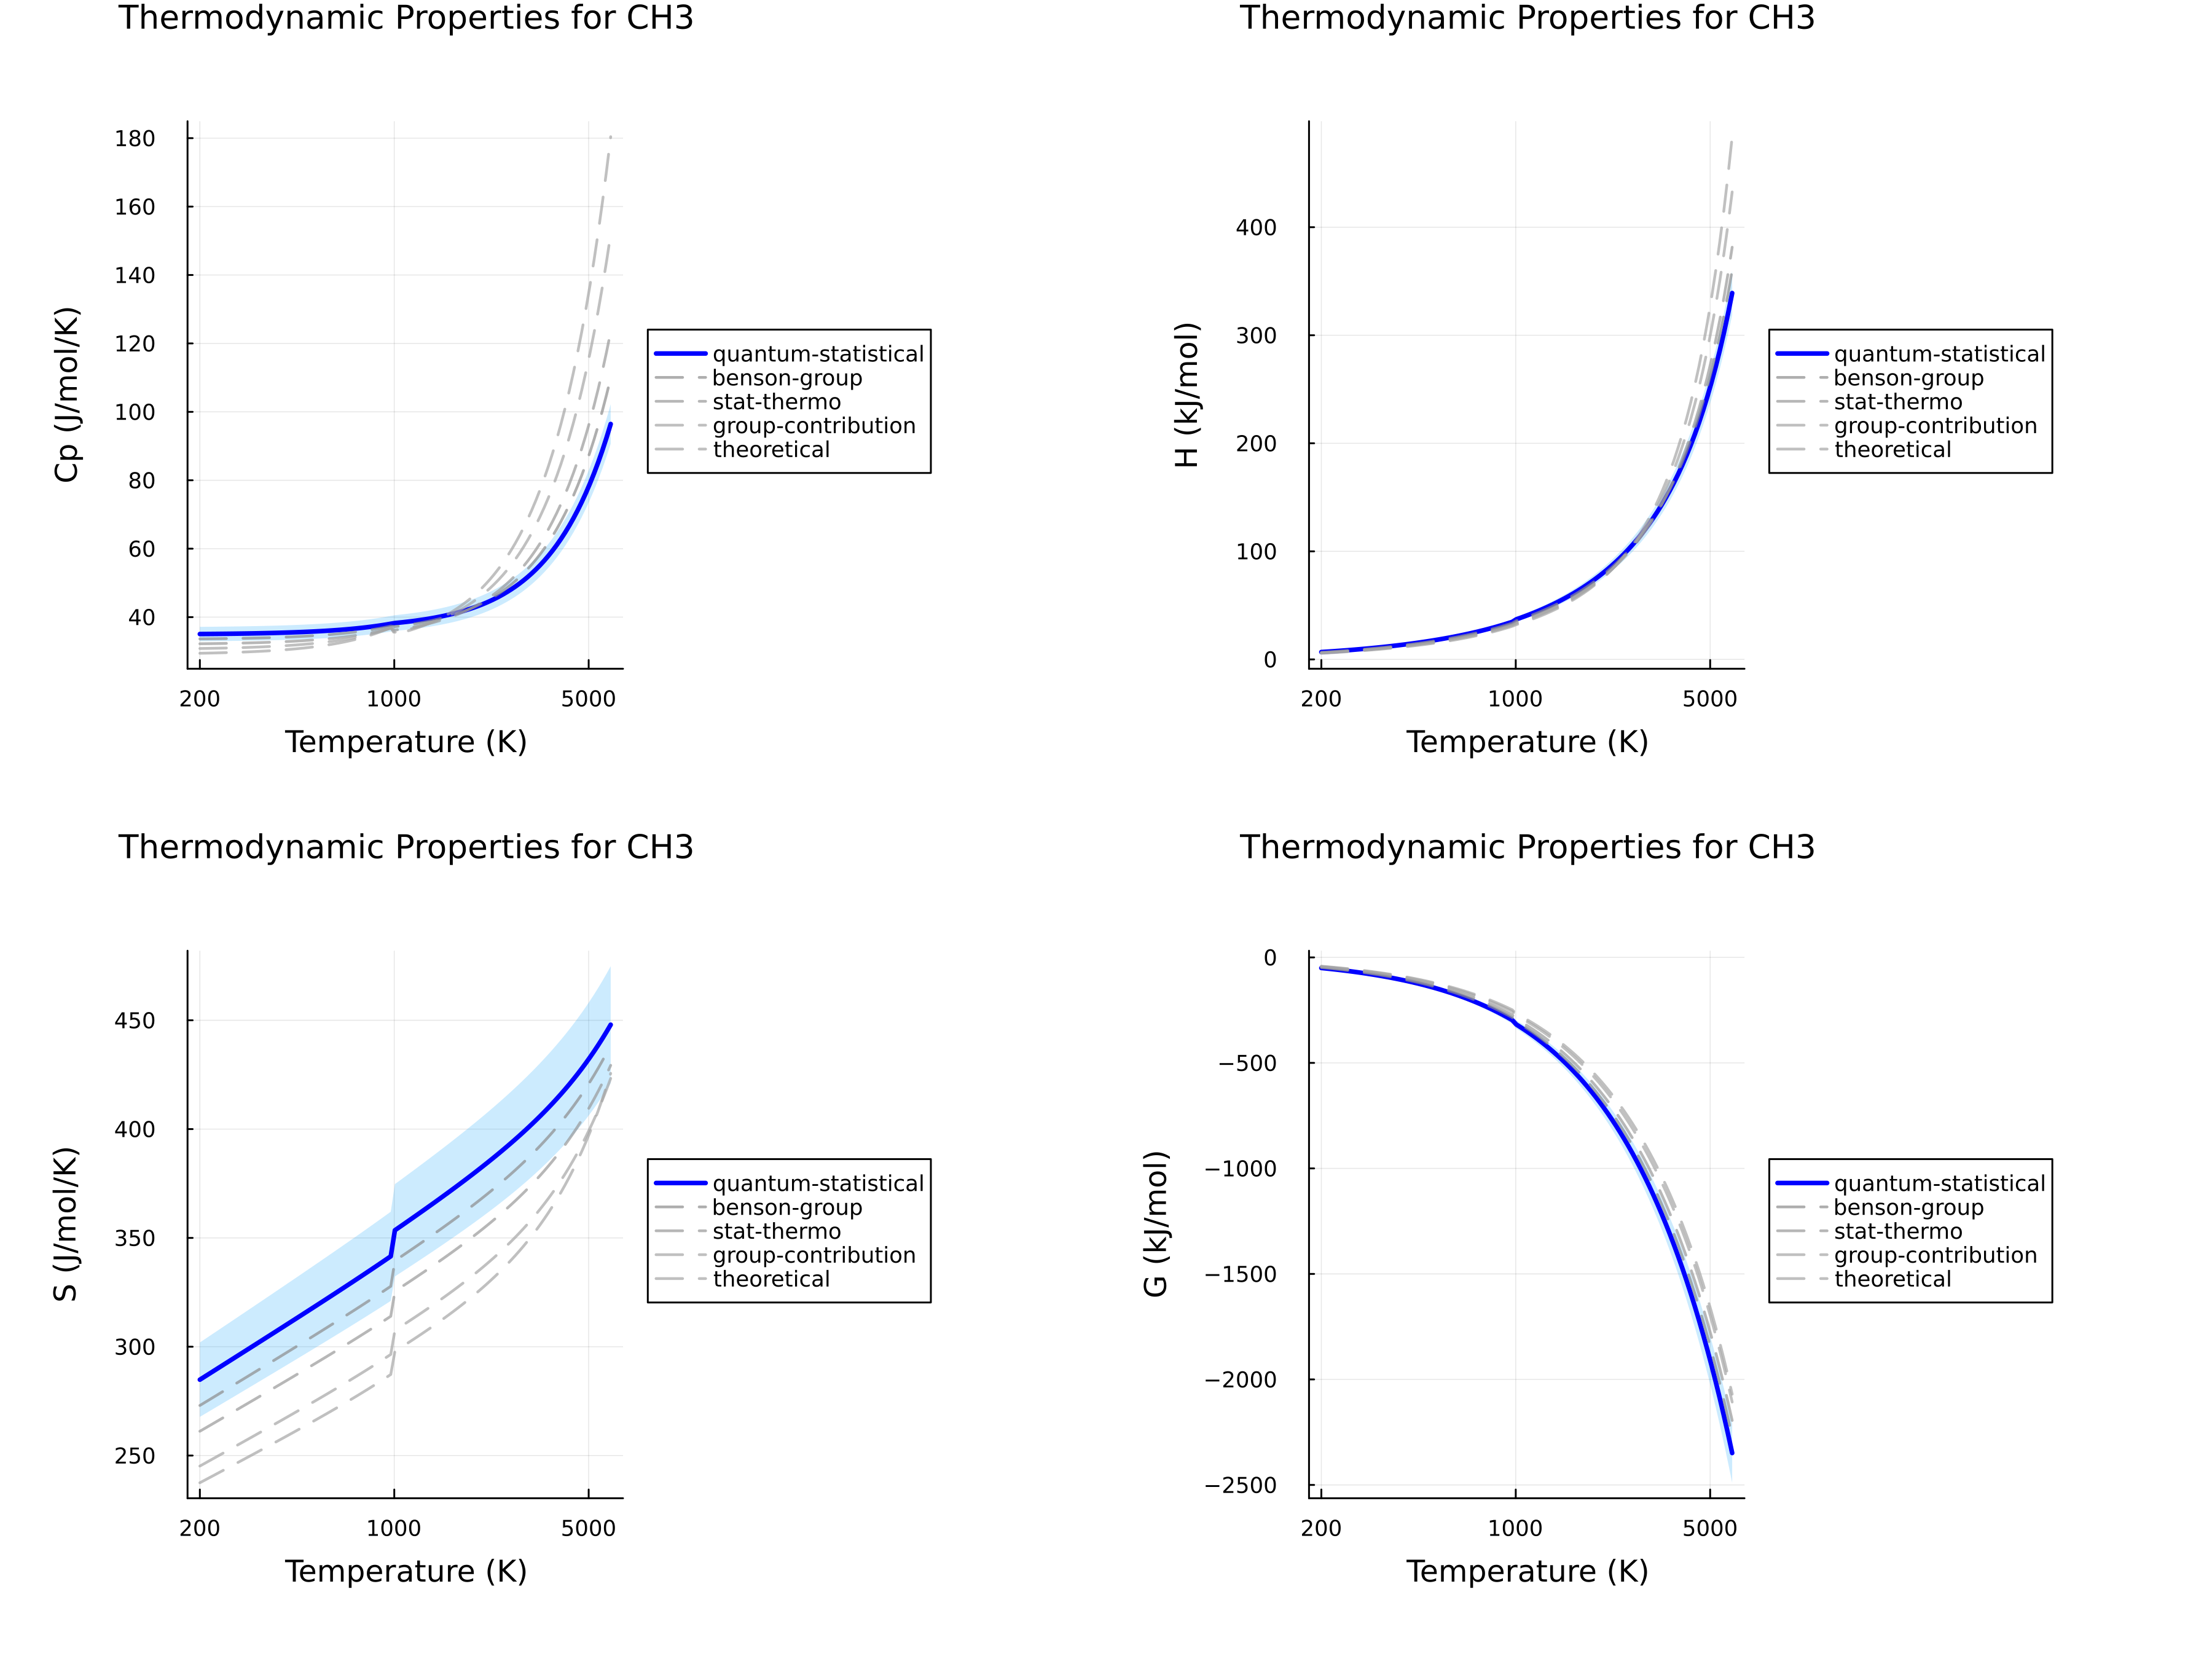 Thermodynamic Properties for CH3
Cp (J/mol/K)
180
160
140
120
100
80
60
40
200 1000 5000
Temperature (K)
quantum-statistical
benson-group
stat-thermo
group-contribution
theoretical
Thermodynamic Properties for CH3
H (kJ/mol)
400
300
200
100
0
200 1000 5000
Temperature (K)
quantum-statistical
benson-group
stat-thermo
group-contribution
theoretical
Thermodynamic Properties for CH3
S (J/mol/K)
450
400
350
300
250
200 1000 5000
Temperature (K)
quantum-statistical
benson-group
stat-thermo
group-contribution
theoretical
Thermodynamic Properties for CH3
G (kJ/mol)
0
−500
−1000
−1500
−2000
−2500
200 1000 5000
Temperature (K)
quantum-statistical
benson-group
stat-thermo
group-contribution
theoretical